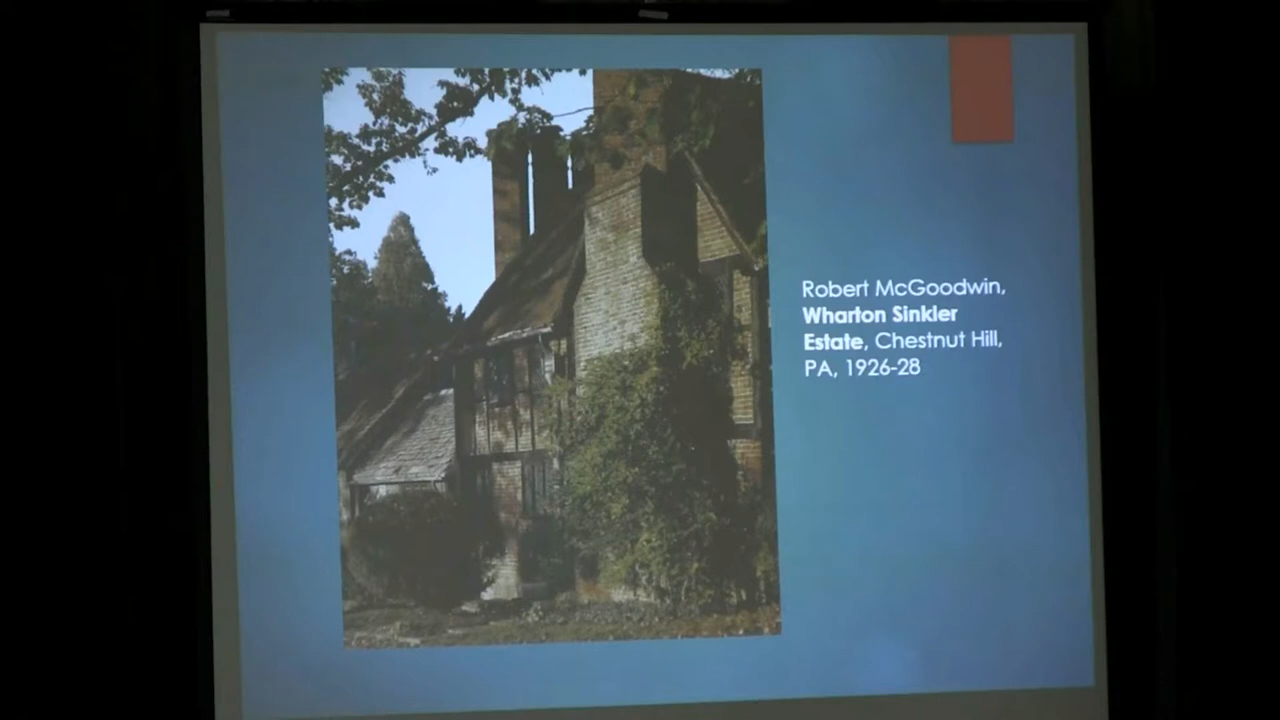 Robert McGoodwin,
Wharton Sinkler
Estate, Chestnut Hill,
PA, 1926-28